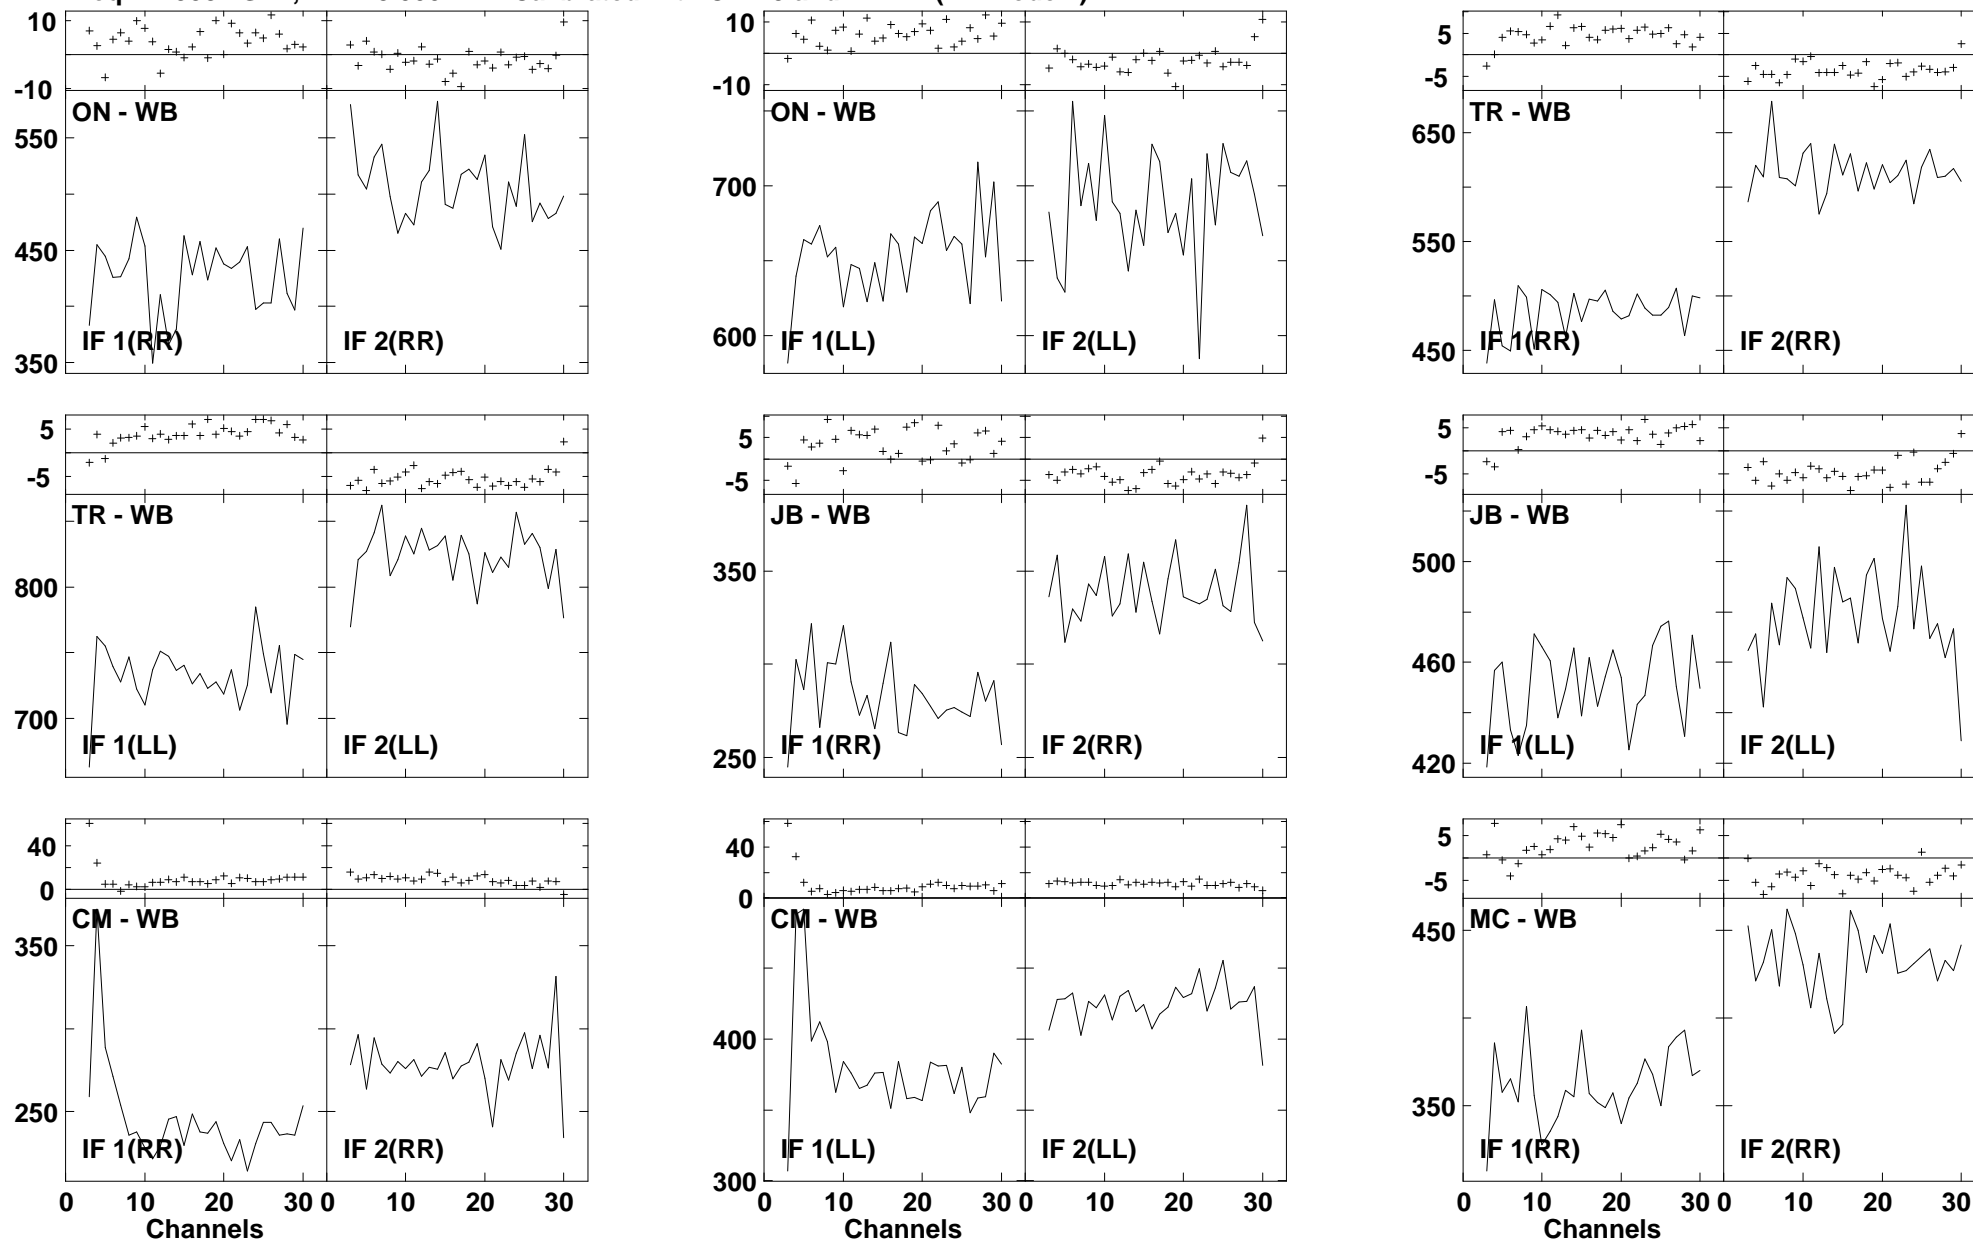 10
-10
ON - WB
550
450
350
IF 1(RR)
IF 2(RR)
10
-10
ON - WB
700
600
IF 1(LL)
IF 2(LL)
5
-5
TR - WB
650
550
450
IF 1(RR)
IF 2(RR)
5
-5
TR - WB
800
700
IF 1(LL)
IF 2(LL)
5
-5
JB - WB
350
250
IF 1(RR)
IF 2(RR)
5
-5
JB - WB
500
460
420
IF 1(LL)
IF 2(LL)
40
0
CM - WB
350
250
IF 1(RR)
IF 2(RR)
0 10 20 30 0 10 20 30
Channels
40
0
CM - WB
400
300
IF 1(LL)
IF 2(LL)
0 10 20 30 0 10 20 30
Channels
5
-5
MC - WB
450
350
IF 1(RR)
IF 2(RR)
0 10 20 30 0 10 20 30
Channels